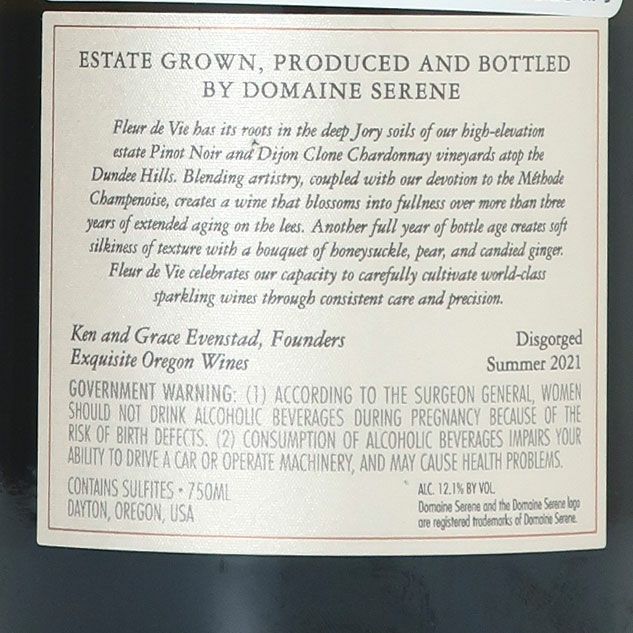 ESTATE GROWN, PRODUCED AND BOTTLED
BY DOMAINE SERENE
Fleur de Vie has its roots in the deep Jory soils of our high-elevation
estate Pinot Noir and Dijon Clone Chardonnay vineyards atop the
Dundee Hills. Blending artistry, coupled with our devotion to the Méthode
Champenoise, creates a wine that blossoms into fullness over more than three
years of extended aging on the lees. Another full year of bottle age creates soft
silkiness of texture with a bouquet of honeysuckle, pear, and candied ginger.
Fleur de Vie celebrates our capacity to carefully cultivate world-class
sparkling wines through consistent care and precision.
Ken and Grace Evenstad, Founders
Exquisite Oregon Wines
Disgorged
Summer 2021
GOVERNMENT WARNING: (1) ACCORDING TO THE SURGEON GENERAL, WOMEN
SHOULD NOT DRINK ALCOHOLIC BEVERAGES DURING PREGNANCY BECAUSE OF THE
RISK OF BIRTH DEFECTS. (2) CONSUMPTION OF ALCOHOLIC BEVERAGES IMPAIRS YOUR
ABILITY TO DRIVE A CAR OR OPERATE MACHINERY, AND MAY CAUSE HEALTH PROBLEMS.
CONTAINS SULFITES • 750ML
DAYTON, OREGON, USA
ALC. 12.1% BY VOL.
Domaine Serene and the Domaine Serene logo
are registered trademarks of Domaine Serene.